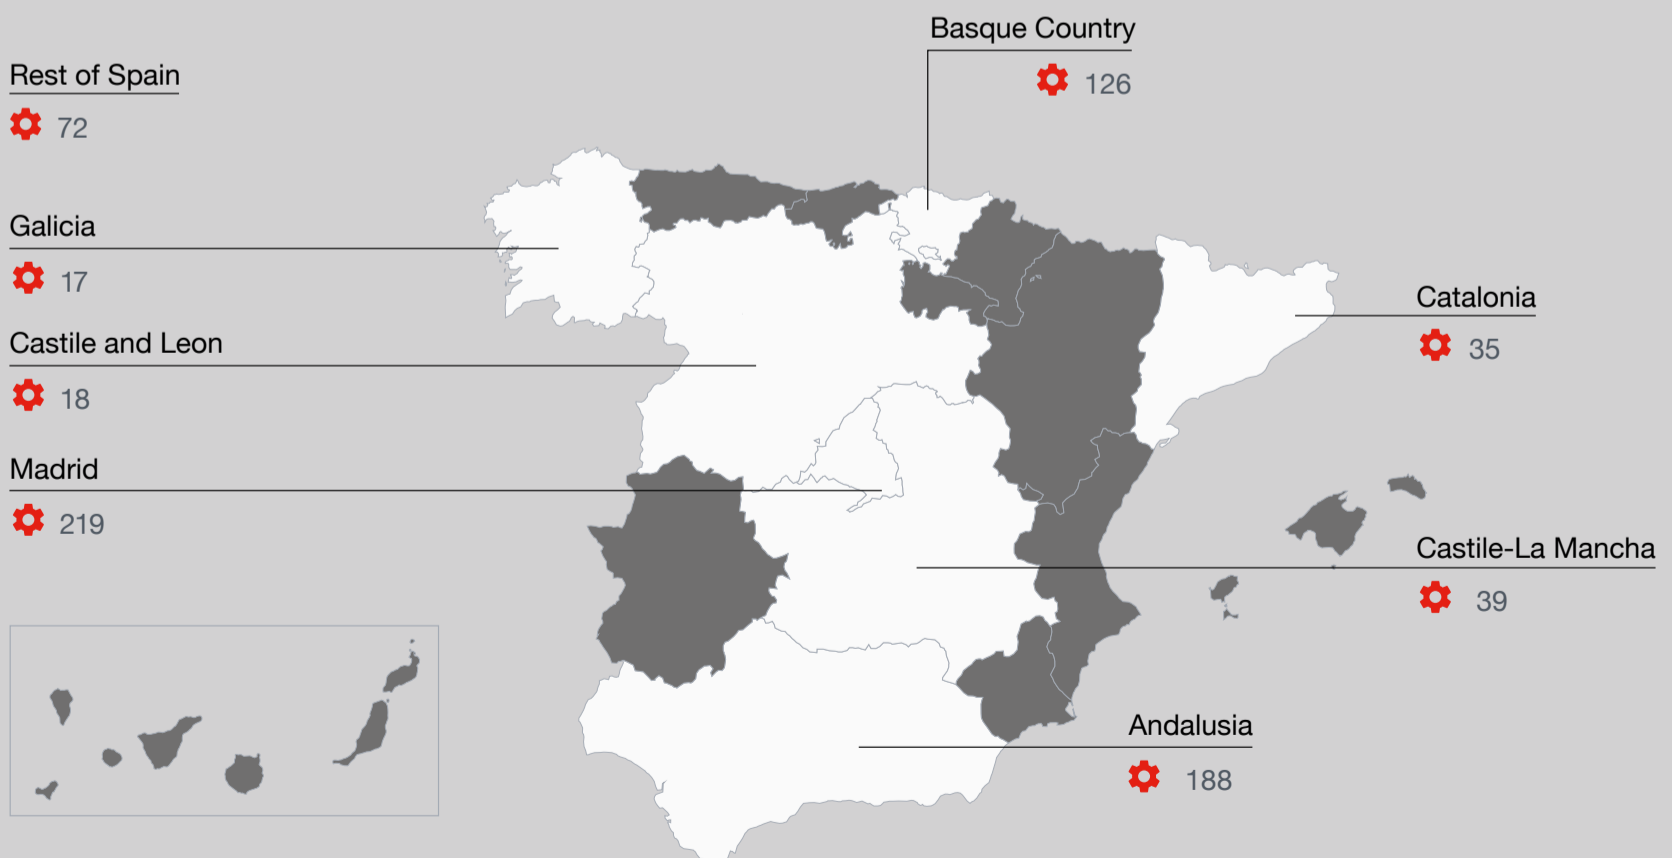 Basque Country
126
Rest of Spain
72
Galicia
17
Catalonia
35
Castile and Leon
18
Madrid
219
Castile-La Mancha
39
Andalusia
188